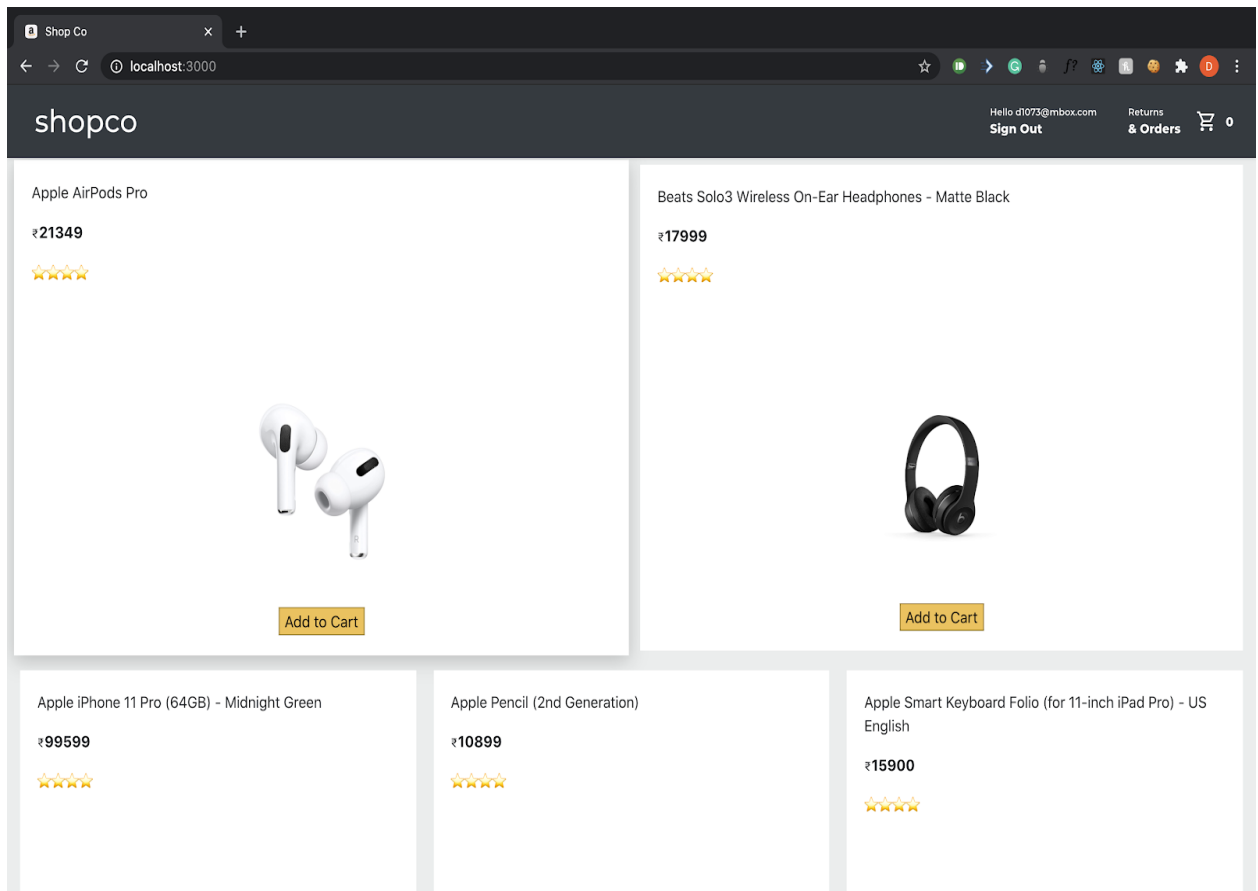 Shop Co
localhost:3000
shopco
Hello d1073@mbox.com
Sign Out
Returns
& Orders
0
Apple AirPods Pro
₹21349
Beats Solo3 Wireless On-Ear Headphones - Matte Black
₹17999
Add to Cart
Add to Cart
Apple iPhone 11 Pro (64GB) - Midnight Green
₹99599
Apple Pencil (2nd Generation)
₹10899
Apple Smart Keyboard Folio (for 11-inch iPad Pro) - US
English
₹15900